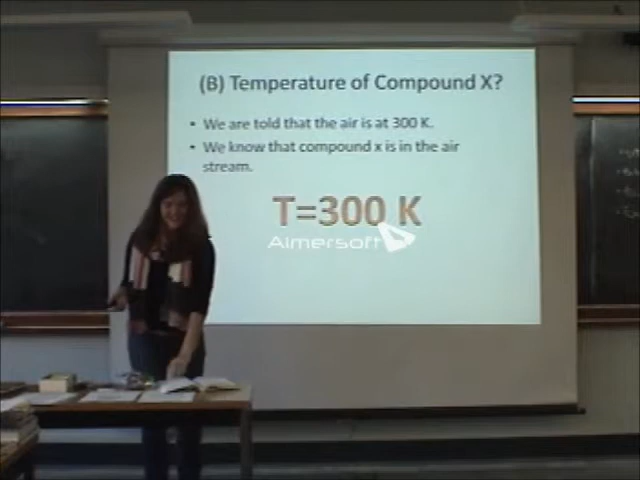 (B) Temperature of Compound X?
• We are told that the air is at 300 K.
• We know that compound x is in the air
stream.
T=300 K
Aimersoft